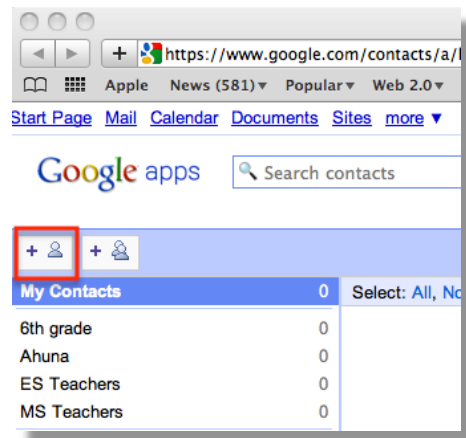 https://www.google.com/contacts/a/
Apple News (581)▾ Popular▾ Web 2.0▾
Start Page Mail Calendar Documents Sites more ▼
Google apps Search contacts
+ +
My Contacts 0 Select: All,
6th grade 0
Ahuna 0
ES Teachers 0
MS Teachers 0